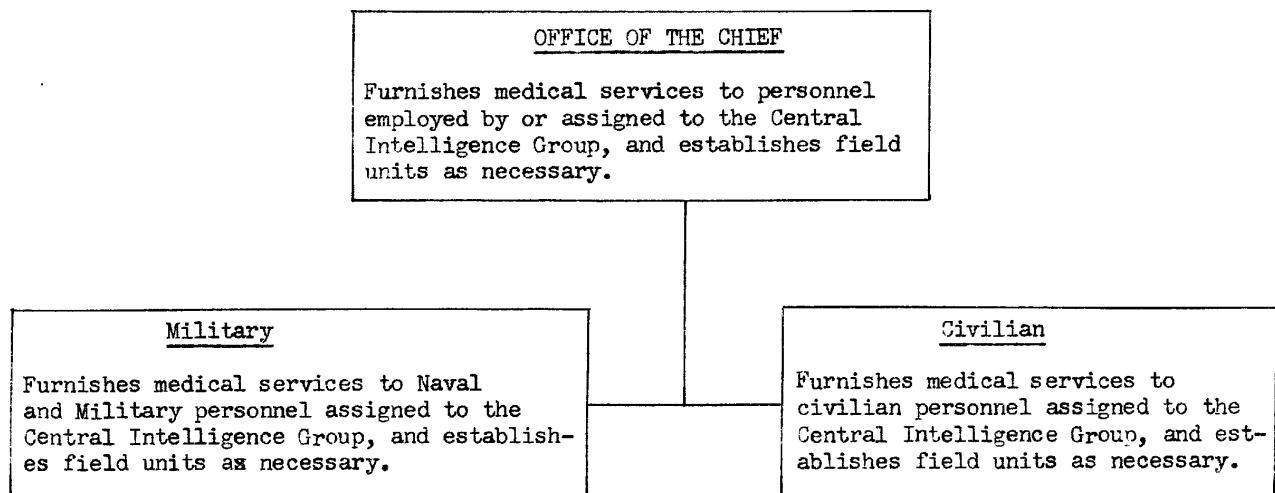 OFFICE OF THE CHIEF
Furnishes medical services to personnel
employed by or assigned to the Central
Intelligence Group, and establishes field
units as necessary.
Military
Furnishes medical services to Naval
and Military personnel assigned to the
Central Intelligence Group, and establish-
es field units as necessary.
Civilian
Furnishes medical services to
civilian personnel assigned to the
Central Intelligence Group, and est-
ablishes field units as necessary.